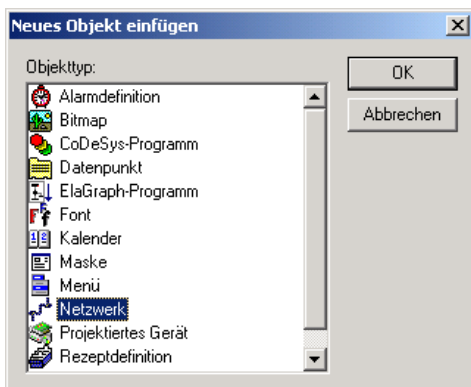 Neues Objekt einfügen
Objekttyp:
OK
Abbrechen
Alarmdefinition
Bitmap
CoDeSys-Programm
Datenpunkt
ElaGraph-Programm
Font
Kalender
Maske
Menü
Netzwerk
Projektiertes Gerät
Rezeptdefinition